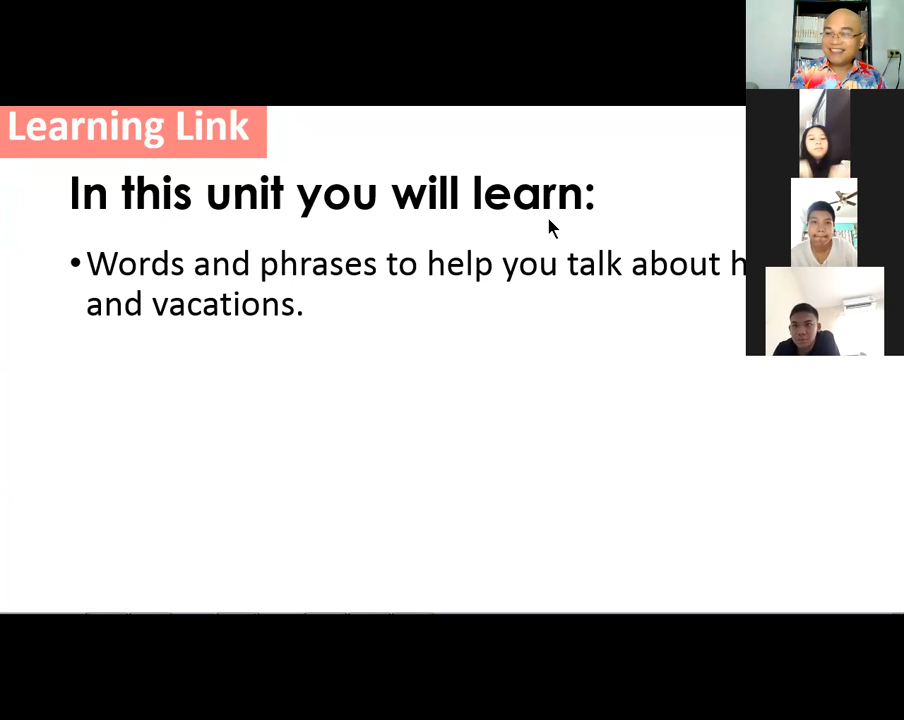 Learning Link
In this unit you will learn:
•Words and phrases to help you talk about
and vacations.